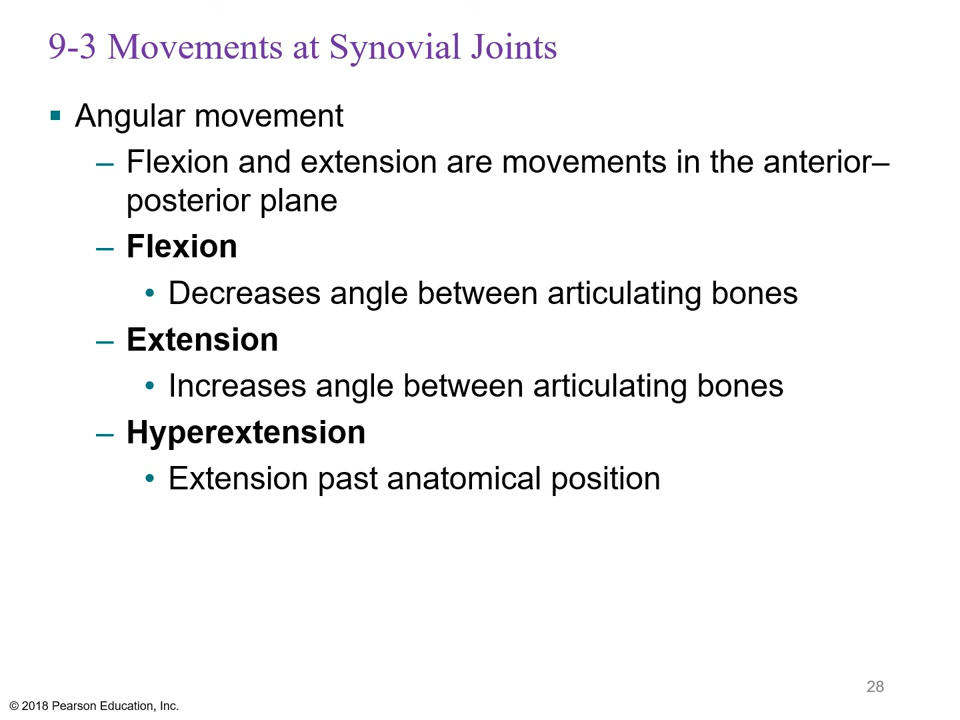 9-3 Movements at Synovial Joints
▪ Angular movement
– Flexion and extension are movements in the anterior–
posterior plane
– Flexion
• Decreases angle between articulating bones
– Extension
• Increases angle between articulating bones
– Hyperextension
• Extension past anatomical position
28
© 2018 Pearson Education, Inc.